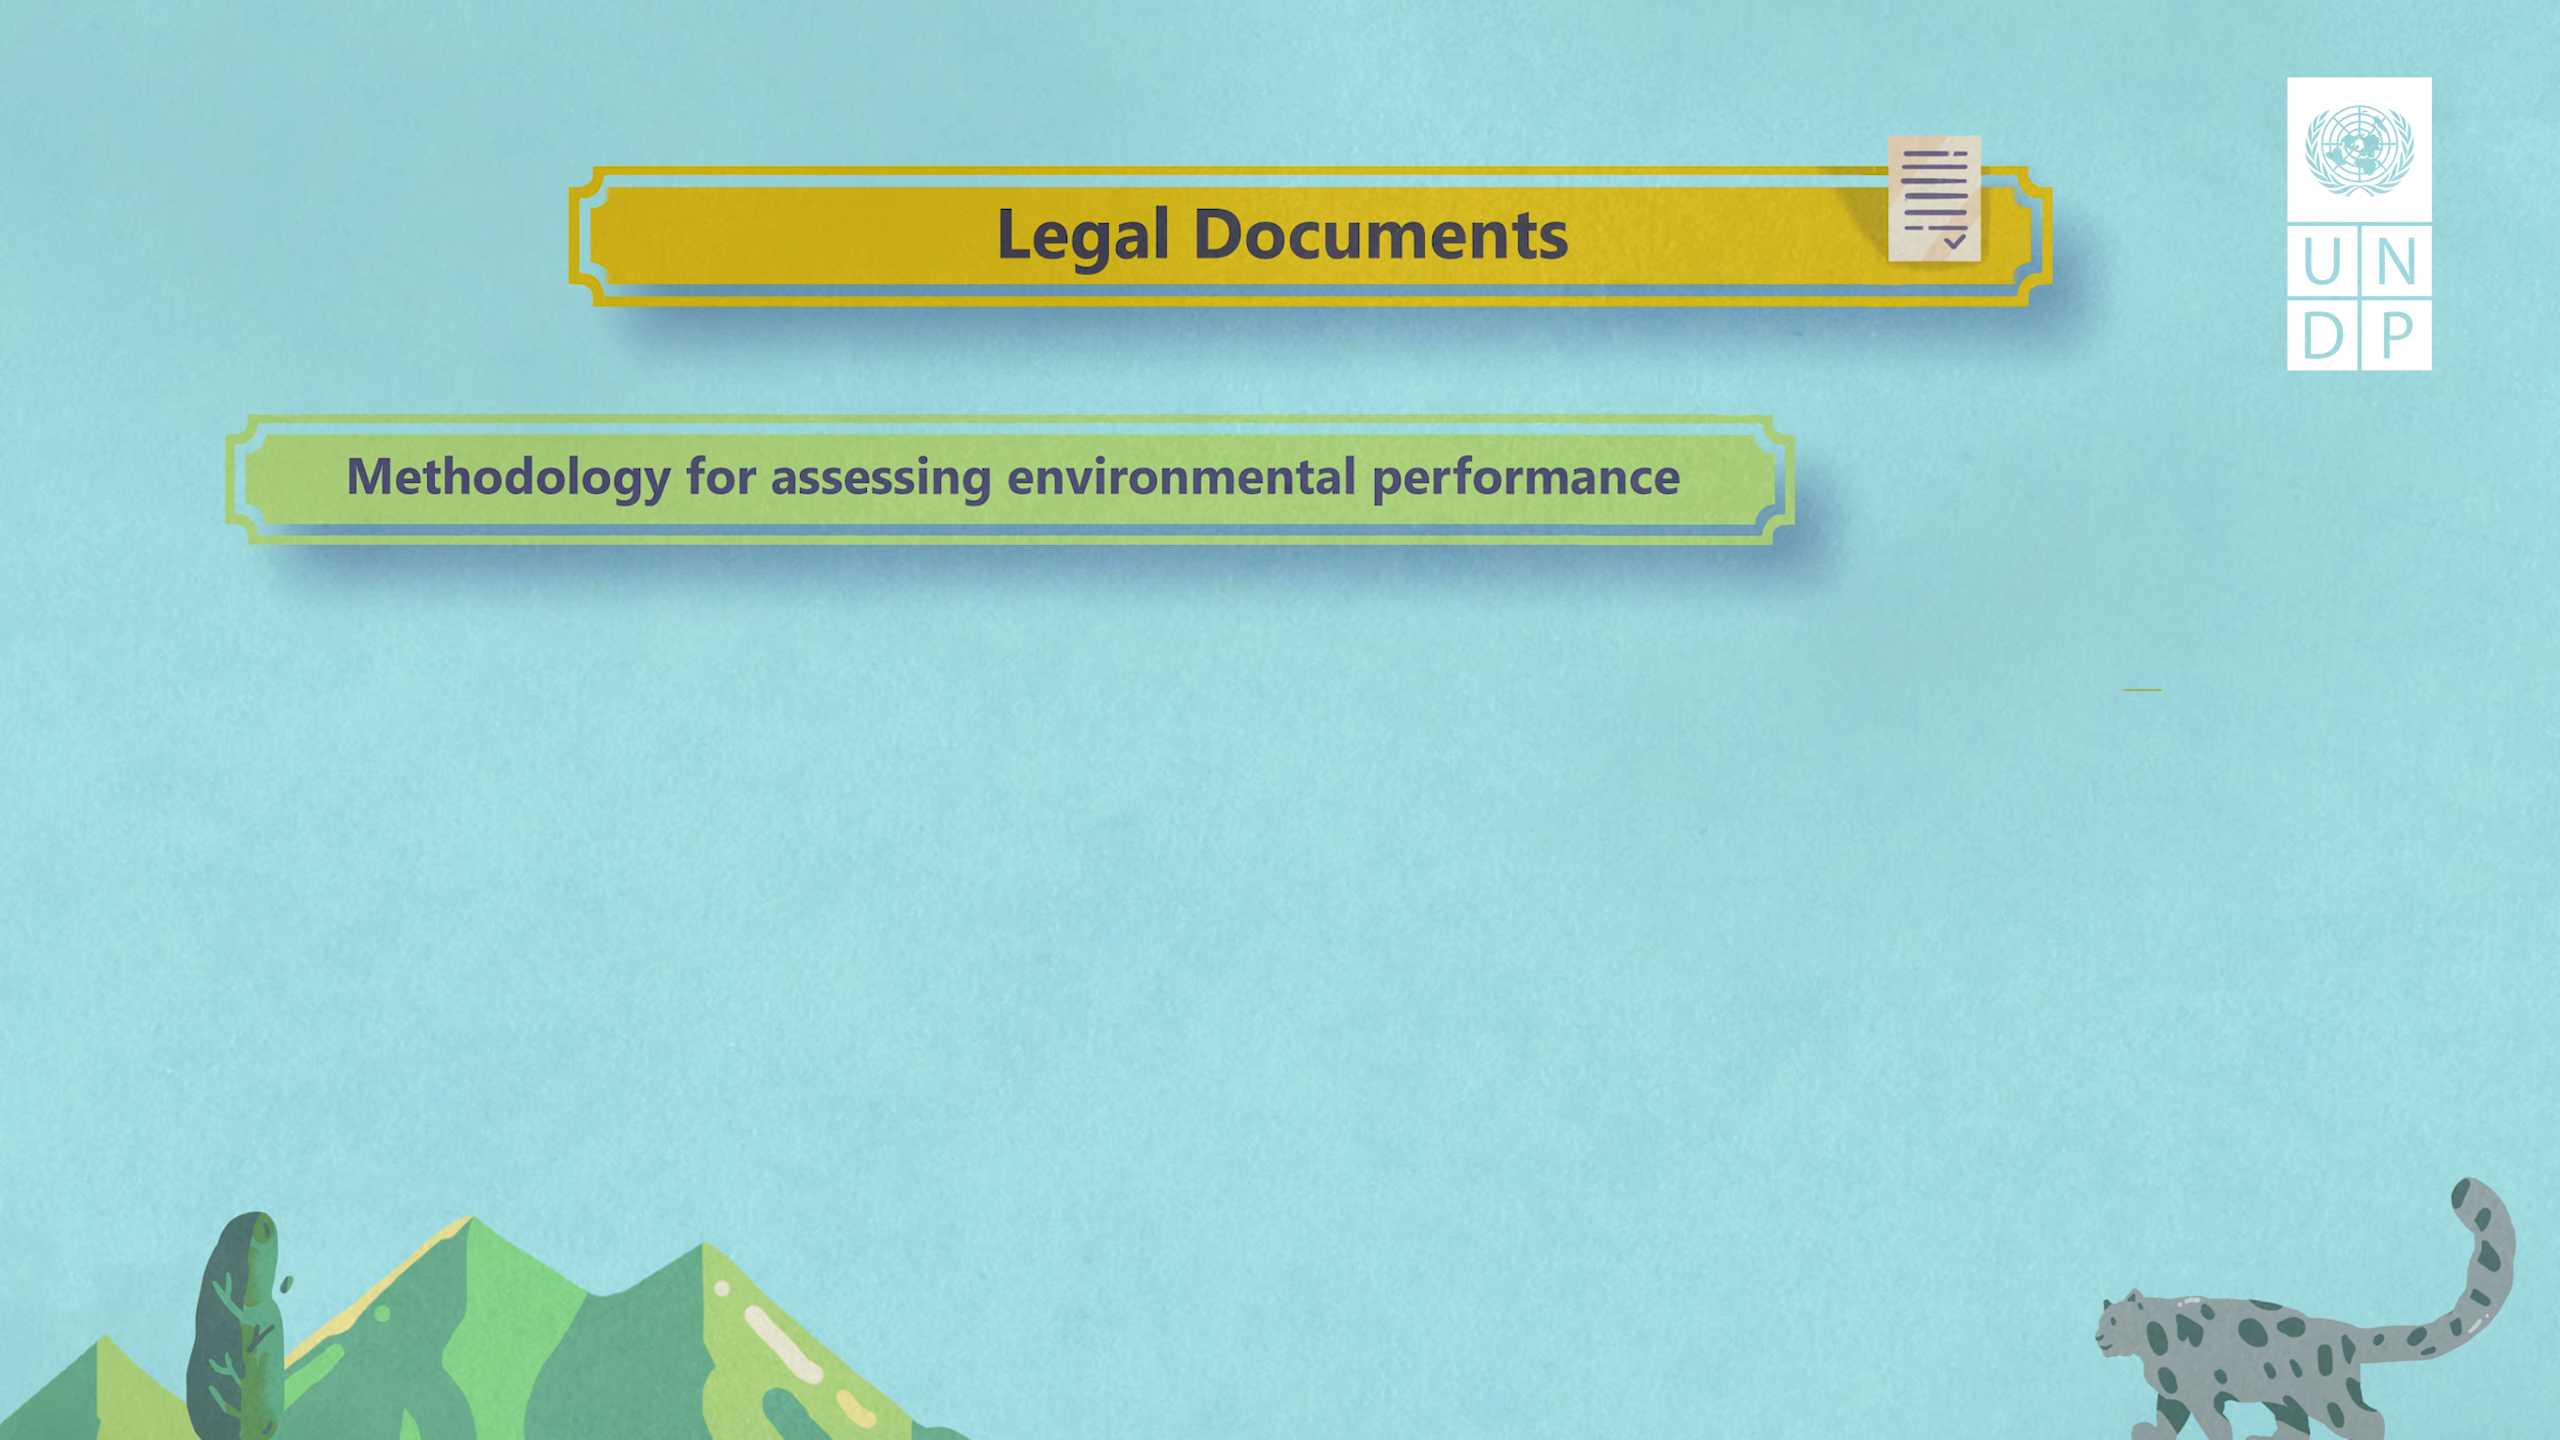 Legal Documents
Methodology for assessing environmental performance
U N
D P